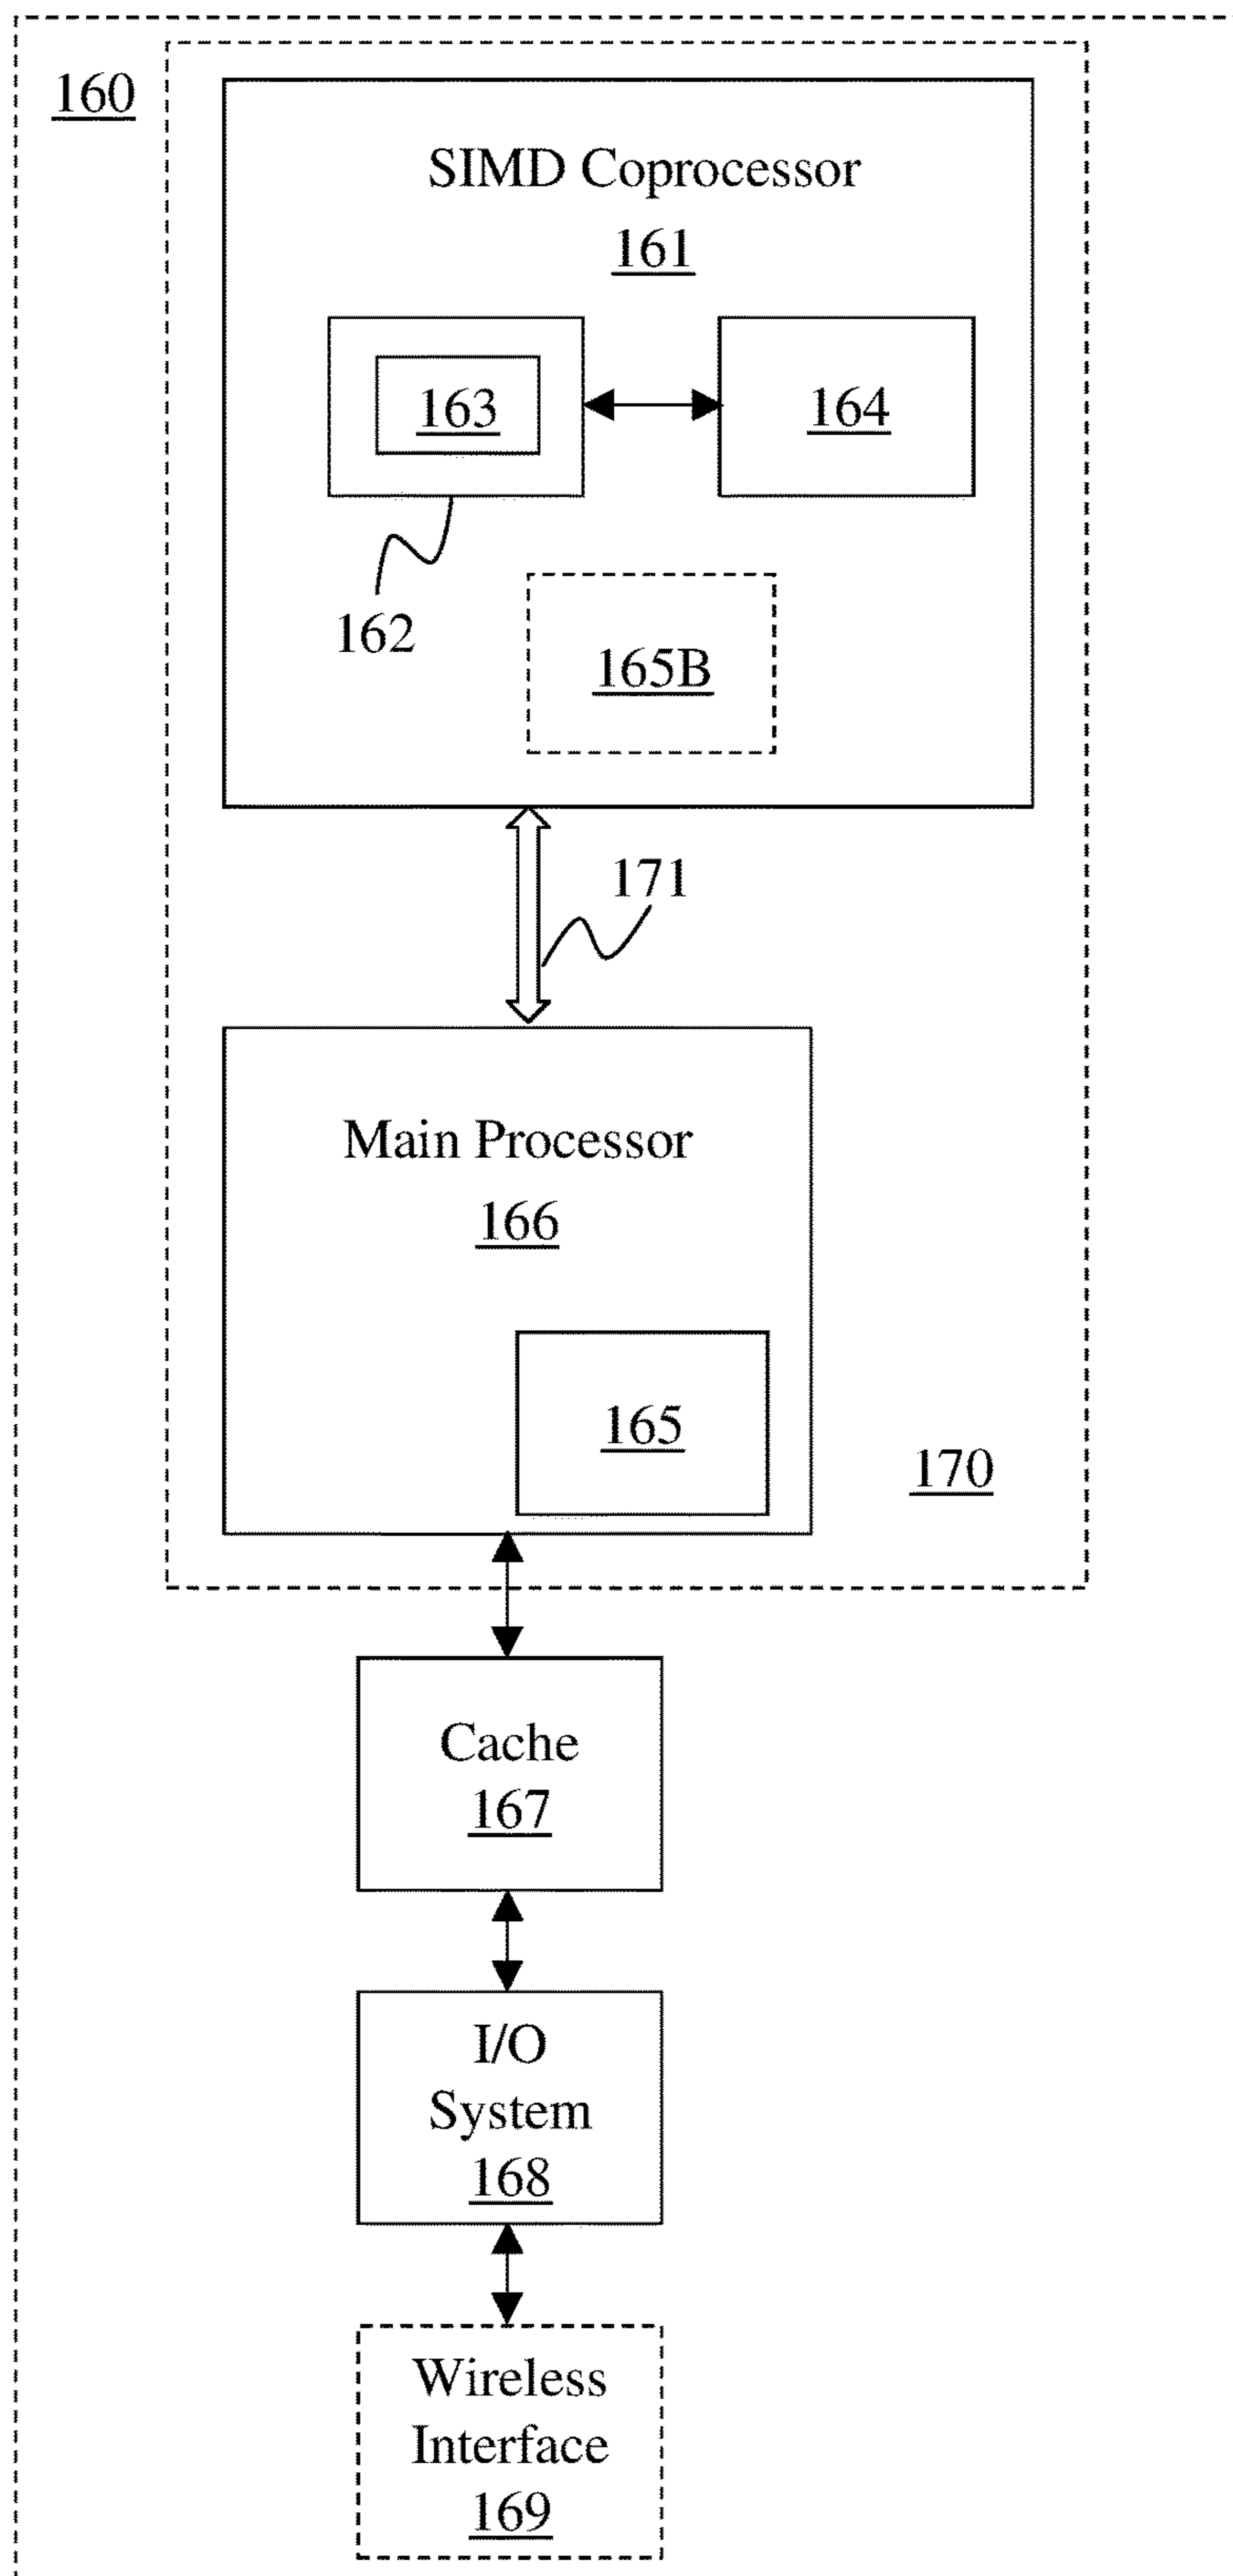 160
SIMD Coprocessor
161
163
164
162
165B
171
Main Processor
166
165
170
Cache
167
I/O
System
168
Wireless
Interface
169